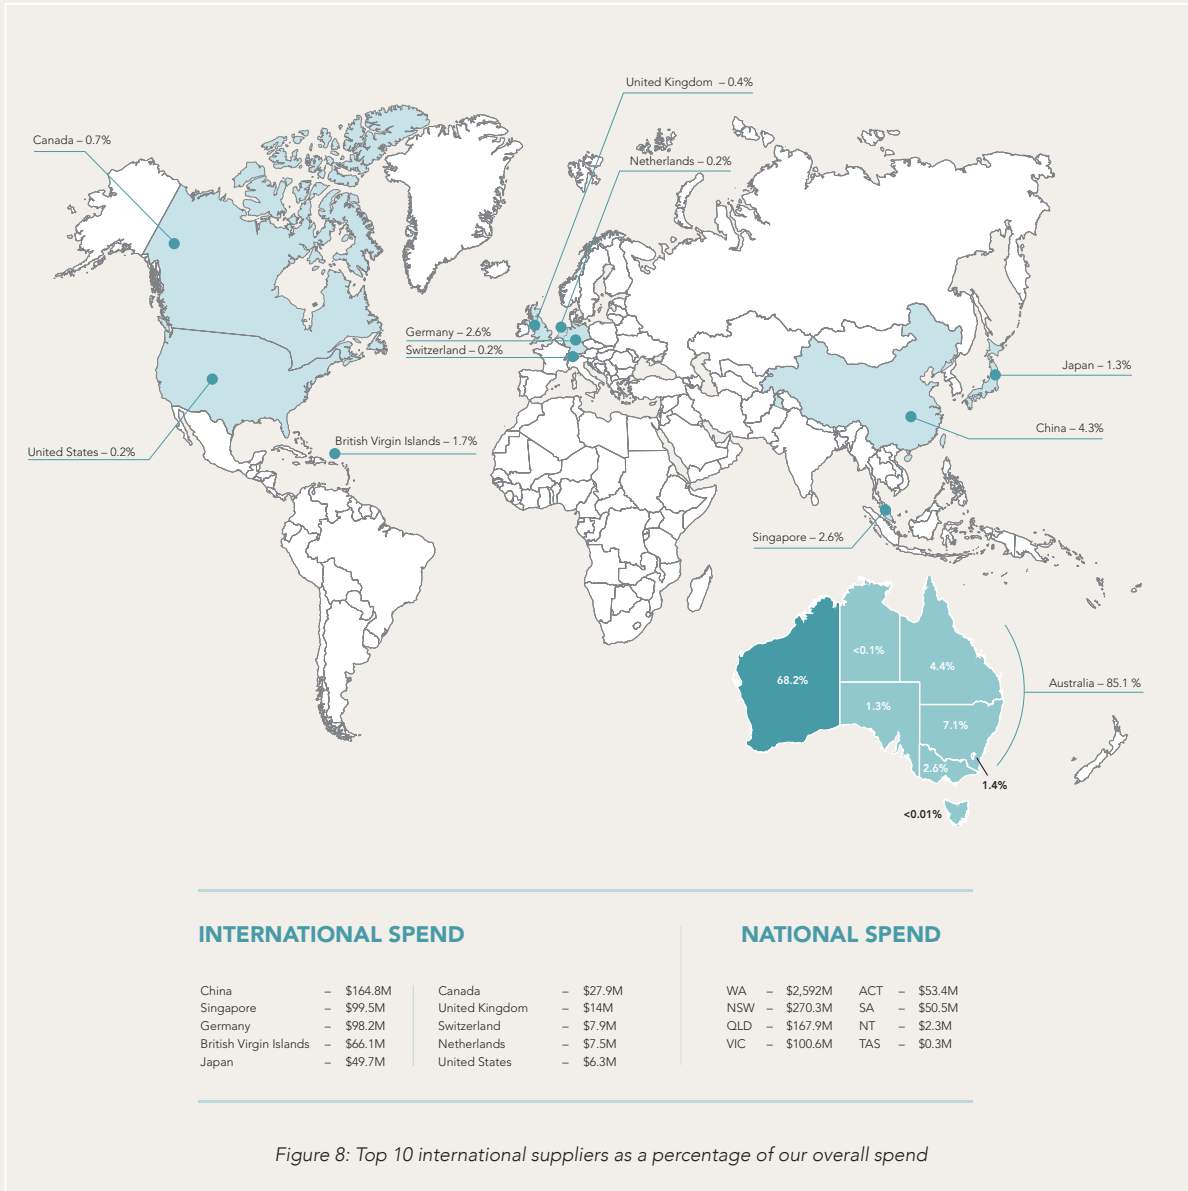 United Kingdom – 0.4%
Canada – 0.7%
Netherlands – 0.2%
Germany – 2.6%
Switzerland – 0.2%
Japan – 1.3%
China – 4.3%
United States – 0.2%
British Virgin Islands – 1.7%
Singapore – 2.6%
<0.1%
4.4%
68.2%
Australia – 85.1 %
1.3%
7.1%
2.6%
1.4%
<0.01%
INTERNATIONAL SPEND
China – $164.8M
Singapore – $99.5M
Germany – $98.2M
British Virgin Islands – $66.1M
Japan – $49.7M
Canada – $27.9M
United Kingdom – $14M
Switzerland – $7.9M
Netherlands – $7.5M
United States – $6.3M
NATIONAL SPEND
WA – $2,592M
NSW – $270.3M
QLD – $167.9M
VIC – $100.6M
ACT – $53.4M
SA – $50.5M
NT – $2.3M
TAS – $0.3M
Figure 8: Top 10 international suppliers as a percentage of our overall spend